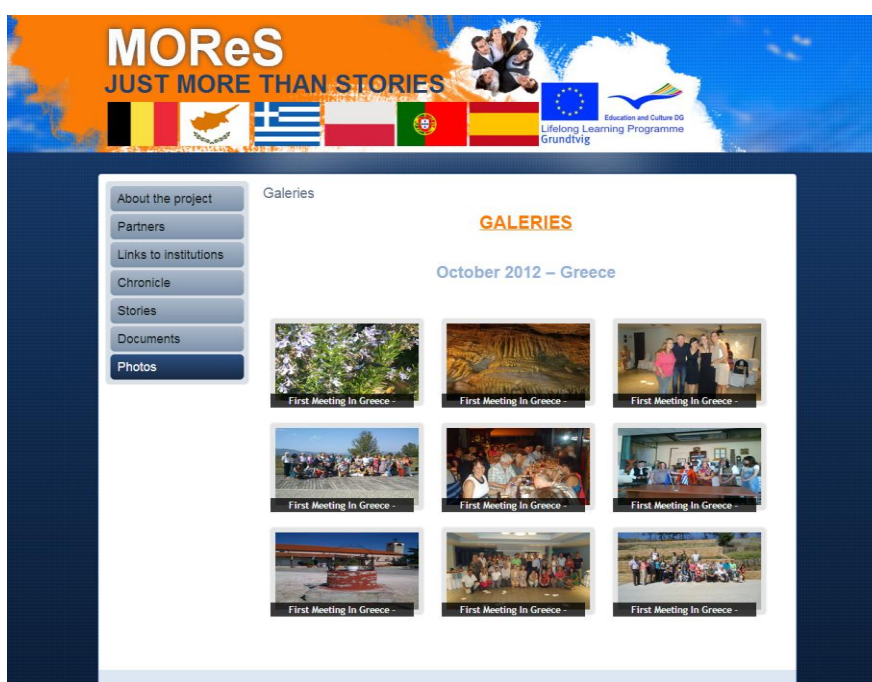 MOReS
JUST MORE THAN STORIES
Education and Culture DG
Lifelong Learning Programme
Grundtvig
About the project
Partners
Links to institutions
Chronicle
Stories
Documents
Photos
Galeries
GALERIES
October 2012 – Greece
First Meeting In Greece -
First Meeting In Greece -
First Meeting In Greece -
First Meeting In Greece -
First Meeting In Greece -
First Meeting In Greece -
First Meeting In Greece -
First Meeting In Greece -
First Meeting In Greece -